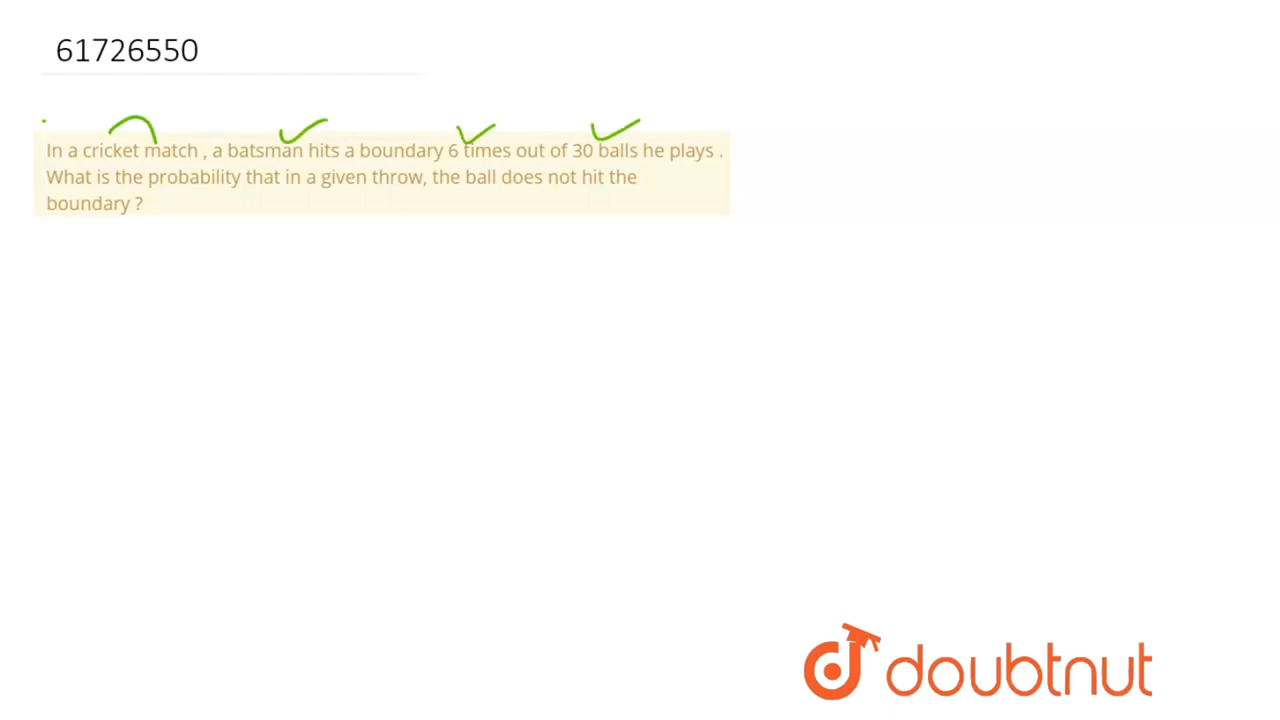 61726550
In a cricket match , a batsman hits a boundary 6 times out of 30 balls he plays .
What is the probability that in a given throw, the ball does not hit the
boundary ?
doubtnut